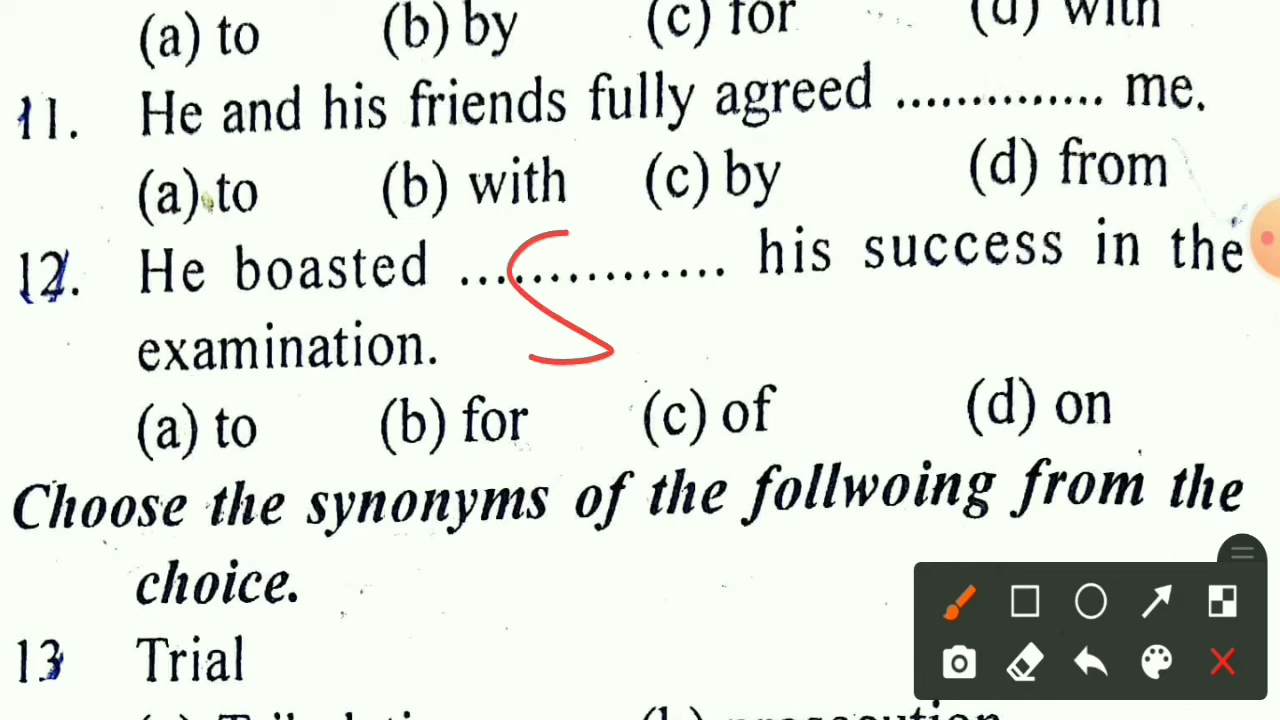 (a) to (b) by (c) for (d) with
11. He and his friends fully agreed .............. me.
(a) to (b) with (c) by (d) from
12. He boasted ................ his success in the
examination.
(a) to (b) for (c) of (d) on
Choose the synonyms of the follwoing from the
choice.
13 Trial
(b) prosecution